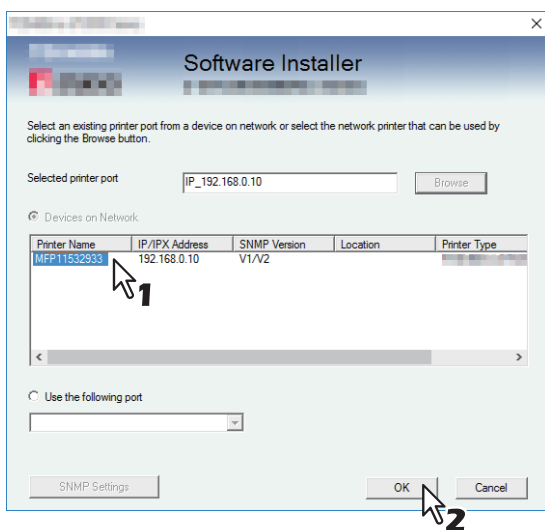 Software Installer
Select an existing printer port from a device on network or select the network printer that can be used by
clicking the Browse button.
Selected printer port
IP_192.168.0.10
Browse
Devices on Network
Printer Name IP/IPX Address SNMP Version Location Printer Type
MFP11532933 192.168.0.10 V1/V2
1
Use the following port
SNMP Settings
OK
Cancel
2